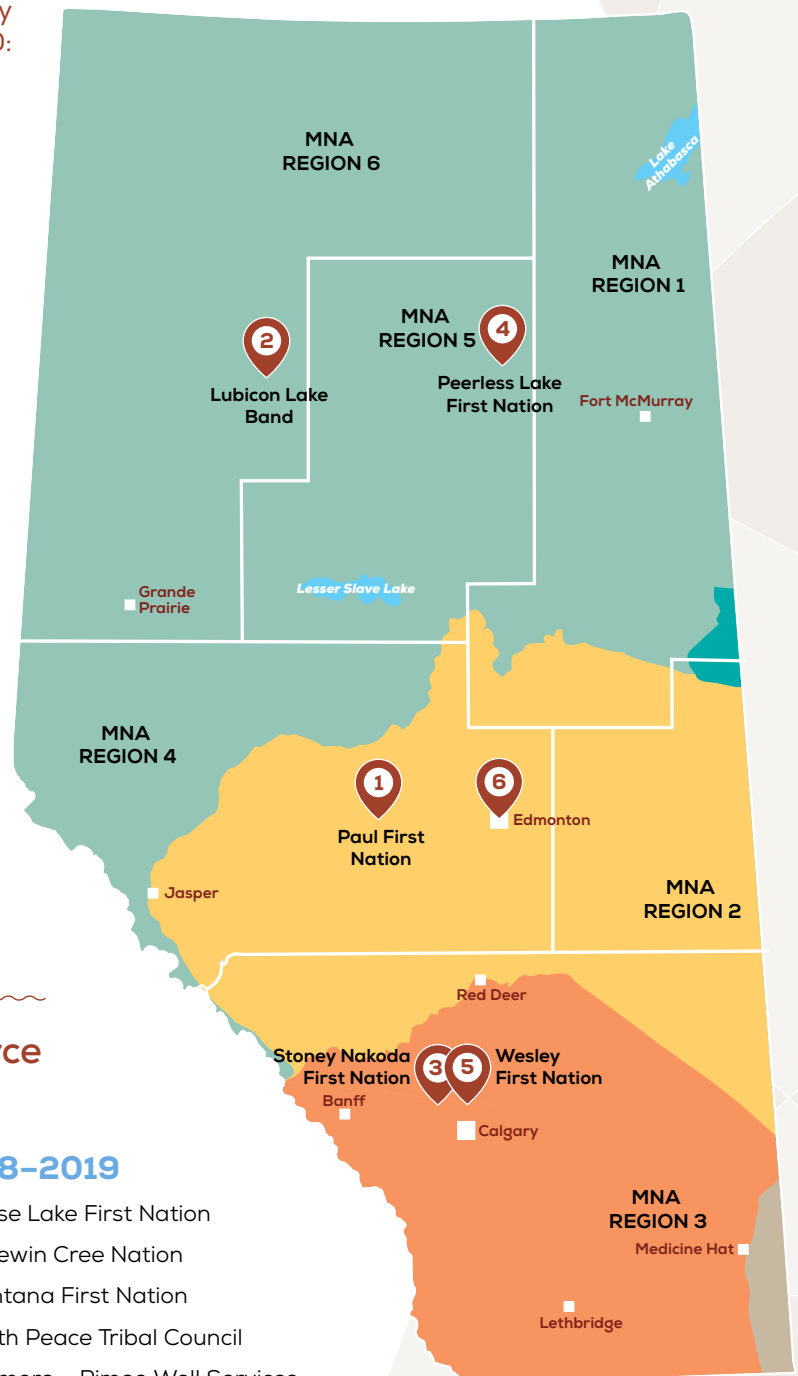 y
0:
MNA
REGION 6
Lake
Athabasca
MNA
REGION 1
MNA
REGION 5
4
2
Peerless Lake
First Nation
Lubicon Lake
Band
Fort McMurray
Lesser Slave Lake
Grande
Prairie
MNA
REGION 4
1
6
Edmonton
Paul First
Nation
MNA
REGION 2
Jasper
Red Deer
Stoney Nakoda
First Nation
3
5
Wesley
First Nation
Banff
Calgary
rce
8–2019
MNA
REGION 3
Medicine Hat
Lethbridge
se Lake First Nation
ewin Cree Nation
ntana First Nation
th Peace Tribal Council